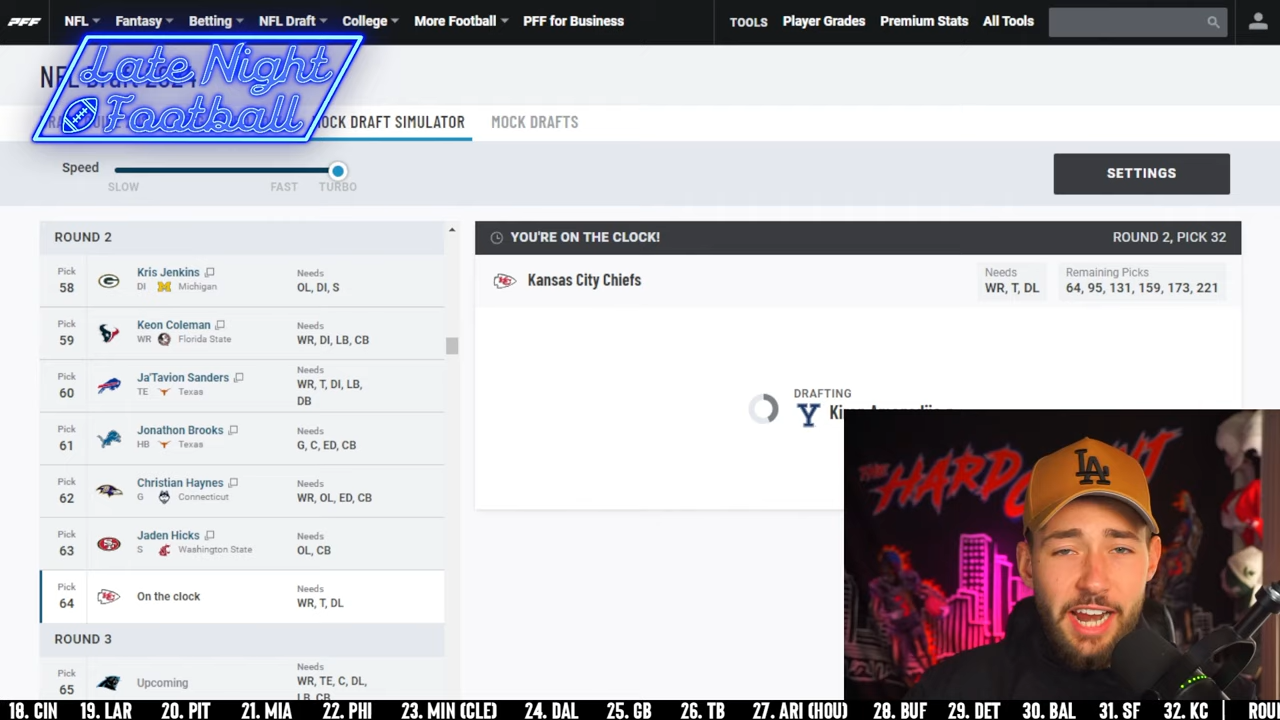 PFF NFL Fantasy Betting NFL Draft College More Football PFF for Business TOOLS Player Grades Premium Stats All Tools
Late Night
Football
MOCK DRAFT SIMULATOR MOCK DRAFTS
Speed
SLOW FAST TURBO
SETTINGS
ROUND 2
Pick 58 Kris Jenkins DI Michigan Needs OL, DI, S
Pick 59 Keon Coleman WR Florida State Needs WR, DI, LB, CB
Pick 60 Ja'Tavion Sanders TE Texas Needs WR, T, DI, LB, DB
Pick 61 Jonathon Brooks HB Texas Needs G, C, ED, CB
Pick 62 Christian Haynes G Connecticut Needs WR, OL, ED, CB
Pick 63 Jaden Hicks S Washington State Needs OL, CB
Pick 64 On the clock Needs WR, T, DL
ROUND 3
Pick 65 Upcoming Needs WR, TE, C, DL, LB, CB
YOU'RE ON THE CLOCK! ROUND 2, PICK 32
Kansas City Chiefs
Needs
WR, T, DL
Remaining Picks
64, 95, 131, 159, 173, 221
DRAFTING
THE HARD COUNT
LA
18. CIN 19. LAR 20. PIT 21. MIA 22. PHI 23. MIN (CLE) 24. DAL 25. GB 26. TB 27. ARI (HOU) 28. BUF 29. DET 30. BAL 31. SF 32. KC | ROU